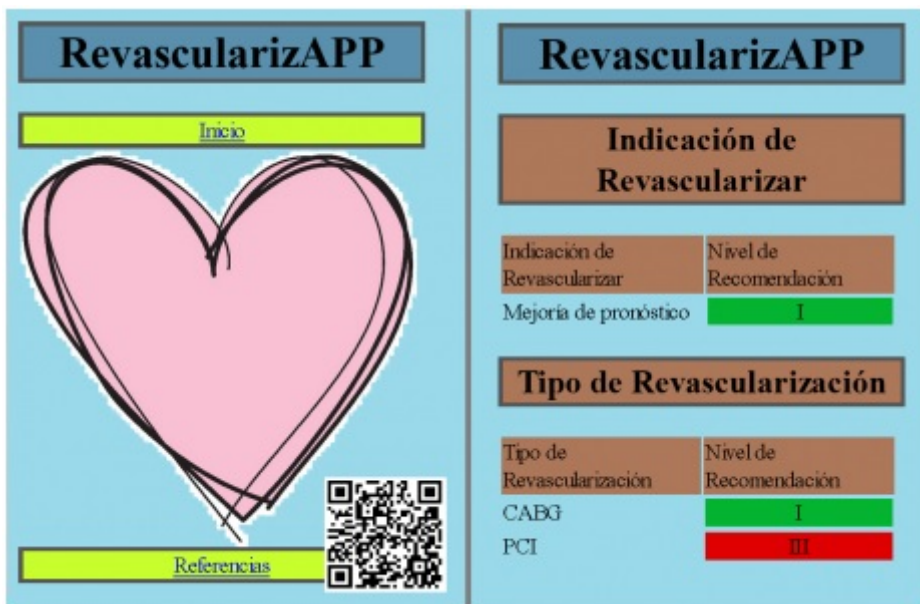 RevascularizAPP
Inicio
Referencias
RevascularizAPP
Indicación de
Revascularizar
Indicación de Nivel de
Revascularizar Recomendación
Mejoría de pronóstico I
Tipo de Revascularización
Tipo de Nivel de
Revascularización Recomendación
CABG I
PCI III